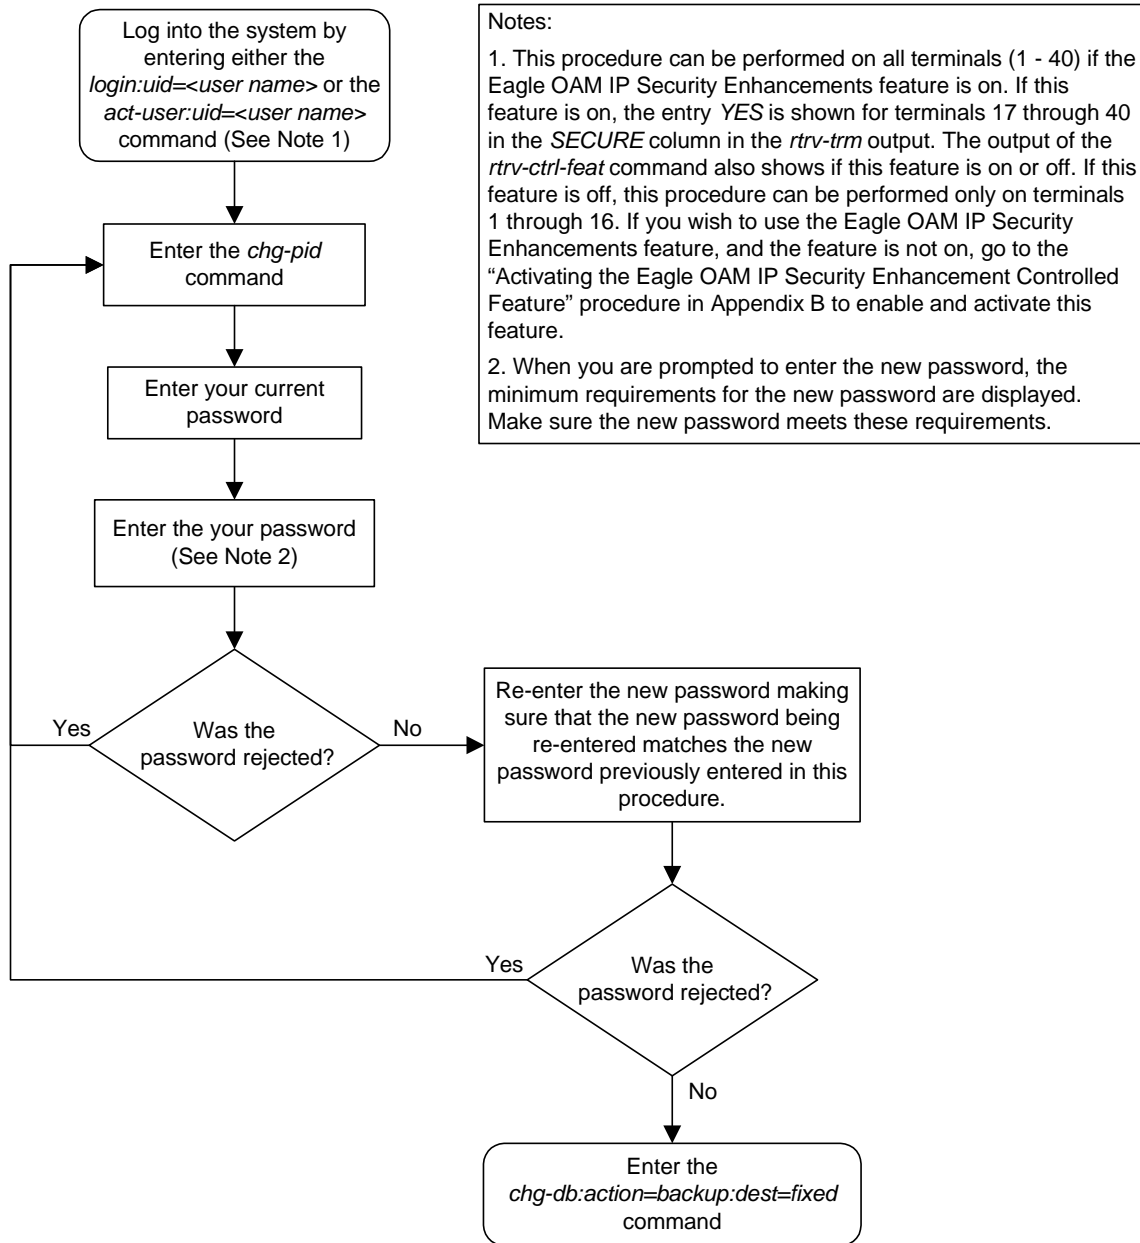 Log into the system by
entering either the
login:uid=<user name> or the
act-user:uid=<user name>
command (See Note 1)
Enter the chg-pid
command
Enter your current
password
Enter the your password
(See Note 2)
Was the
password rejected?
Yes
No
Re-enter the new password making
sure that the new password being
re-entered matches the new
password previously entered in this
procedure.
Was the
password rejected?
Yes
No
Enter the
chg-db:action=backup:dest=fixed
command
Notes:
1. This procedure can be performed on all terminals (1 - 40) if the
Eagle OAM IP Security Enhancements feature is on. If this
feature is on, the entry YES is shown for terminals 17 through 40
in the SECURE column in the rtrv-trm output. The output of the
rtrv-ctrl-feat command also shows if this feature is on or off. If this
feature is off, this procedure can be performed only on terminals
1 through 16. If you wish to use the Eagle OAM IP Security
Enhancements feature, and the feature is not on, go to the
“Activating the Eagle OAM IP Security Enhancement Controlled
Feature” procedure in Appendix B to enable and activate this
feature.
2. When you are prompted to enter the new password, the
minimum requirements for the new password are displayed.
Make sure the new password meets these requirements.